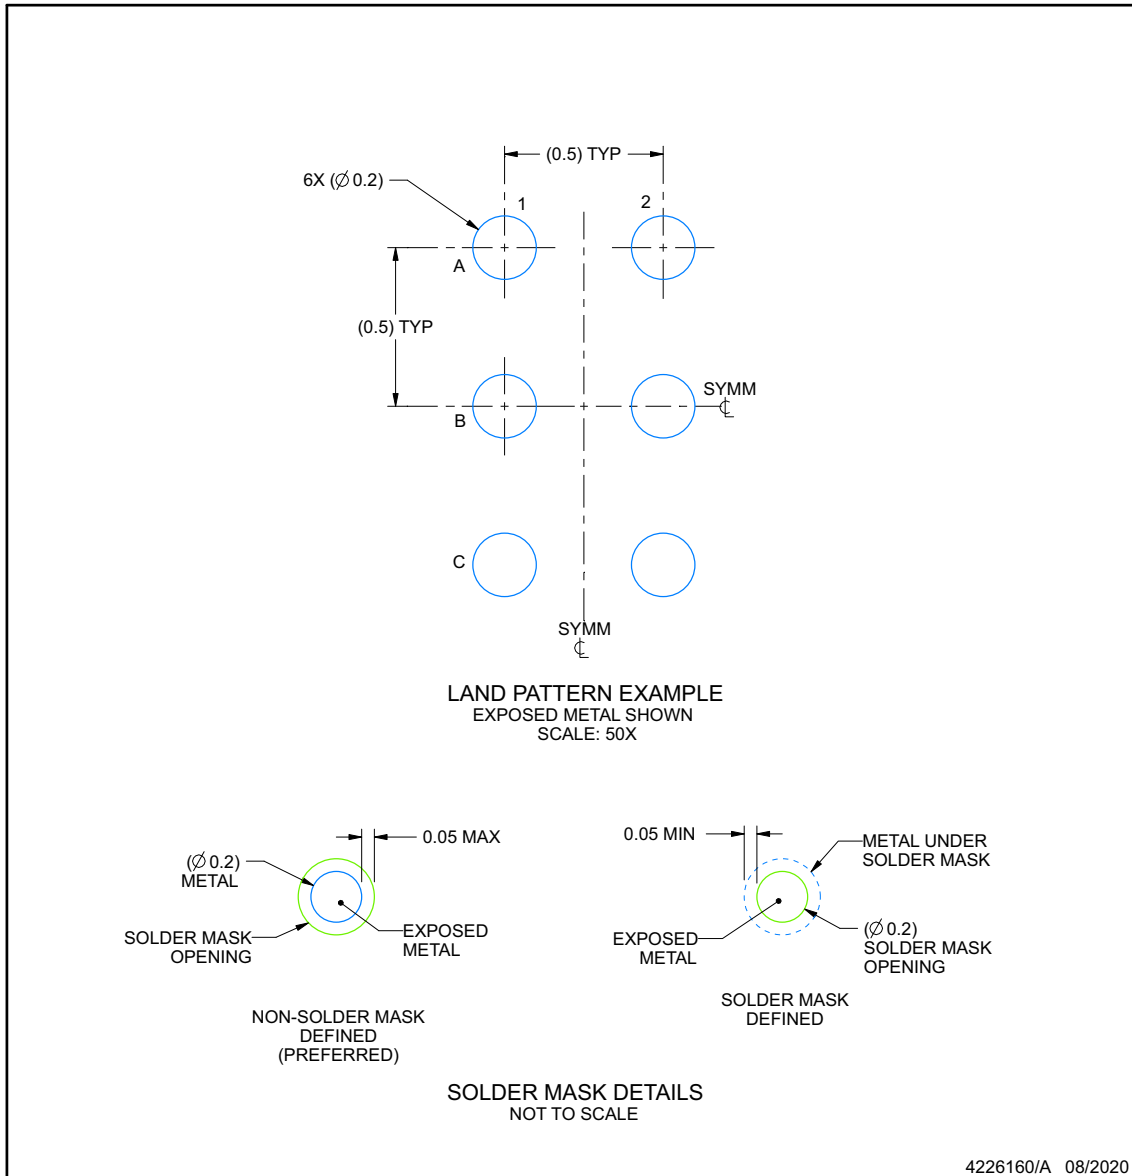 (0.5) TYP
6X (∅ 0.2)
1
2
A
(0.5) TYP
SYMM
℄
B
C
SYMM
℄
LAND PATTERN EXAMPLE
EXPOSED METAL SHOWN
SCALE: 50X
(∅ 0.2)
METAL
0.05 MAX
SOLDER MASK
OPENING
EXPOSED
METAL
NON-SOLDER MASK
DEFINED
(PREFERRED)
0.05 MIN
METAL UNDER
SOLDER MASK
EXPOSED
METAL
(∅ 0.2)
SOLDER MASK
OPENING
SOLDER MASK
DEFINED
SOLDER MASK DETAILS
NOT TO SCALE
4226160/A 08/2020